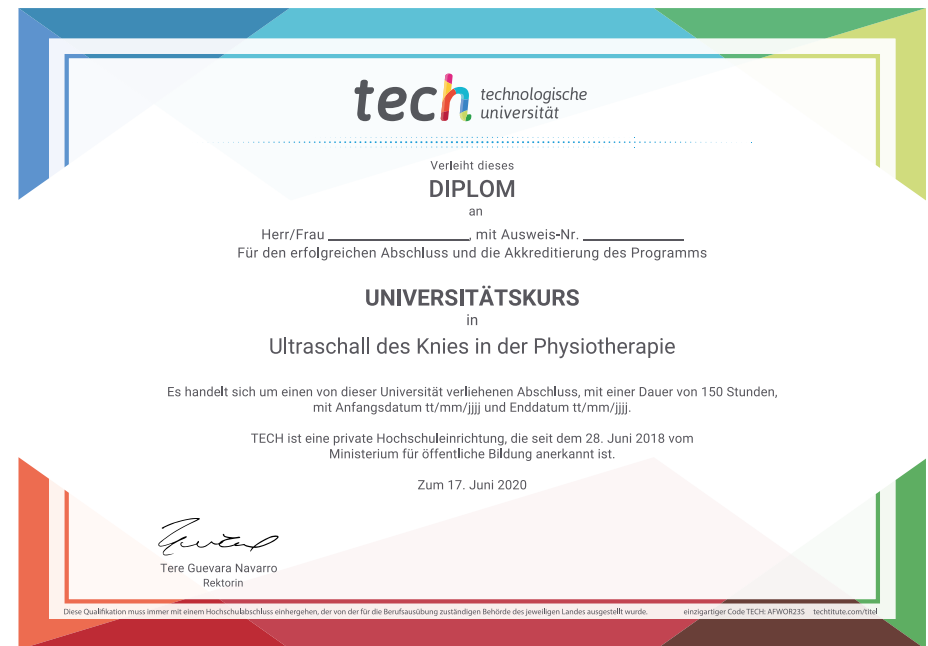 tech technologische
universität
Verleiht dieses
DIPLOM
an
Herr/Frau ____________________, mit Ausweis-Nr. ______________
Für den erfolgreichen Abschluss und die Akkreditierung des Programms
UNIVERSITÄTSKURS
in
Ultraschall des Knies in der Physiotherapie
Es handelt sich um einen von dieser Universität verliehenen Abschluss, mit einer Dauer von 150 Stunden,
mit Anfangsdatum tt/mm/jjjj und Enddatum tt/mm/jjjj.
TECH ist eine private Hochschuleinrichtung, die seit dem 28. Juni 2018 vom
Ministerium für öffentliche Bildung anerkannt ist.
Zum 17. Juni 2020
Tere Guevara Navarro
Rektorin
Diese Qualifikation muss immer mit einem Hochschulabschluss einhergehen, der von der für die Berufsausübung zuständigen Behörde des jeweiligen Landes ausgestellt wurde. einzigartiger Code TECH: AFWOR23S techtitute.com/titel